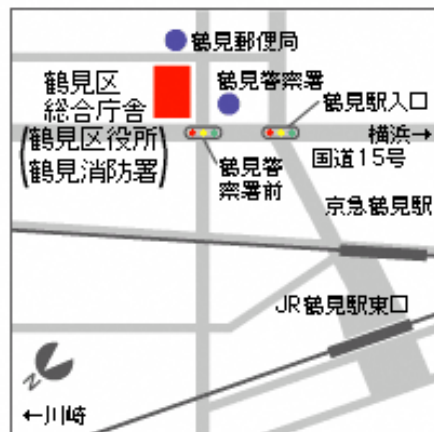 鶴見郵便局
鶴見区
総合庁舎
(鶴見区役所
鶴見消防署)
鶴見警察署
鶴見駅入口
横浜→
国道15号
鶴見警
察署前
京急鶴見駅
JR鶴見駅東口
N
←川崎